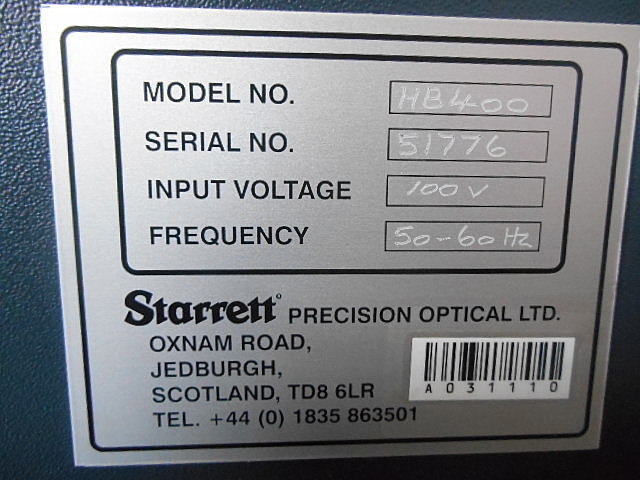 MODEL NO. HB400
SERIAL NO. 51776
INPUT VOLTAGE 100V
FREQUENCY 50-60Hz
Starrett® PRECISION OPTICAL LTD.
OXNAM ROAD,
JEDBURGH,
SCOTLAND, TD8 6LR
TEL. +44 (0) 1835 863501
A031110